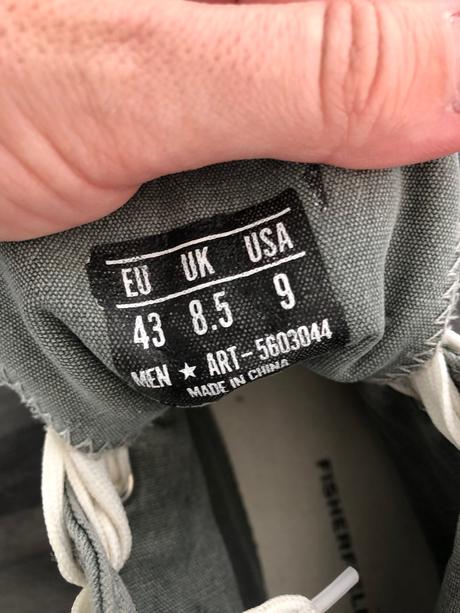 EU UK USA
43 8.5 9
MEN ★ ART-5603044
MADE IN CHINA